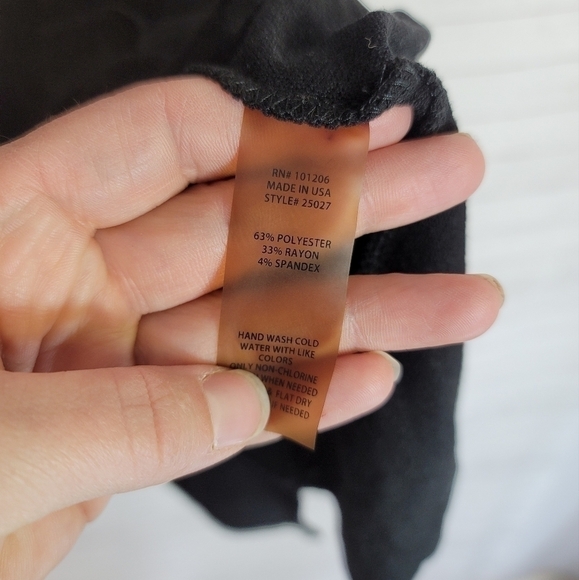 RN# 101206
MADE IN USA
STYLE# 25027
63% POLYESTER
33% RAYON
4% SPANDEX
HAND WASH COLD
WATER WITH LIKE
COLORS
ONLY NON-CHLORINE
WHEN NEEDED
& FLAT DRY
NEEDED